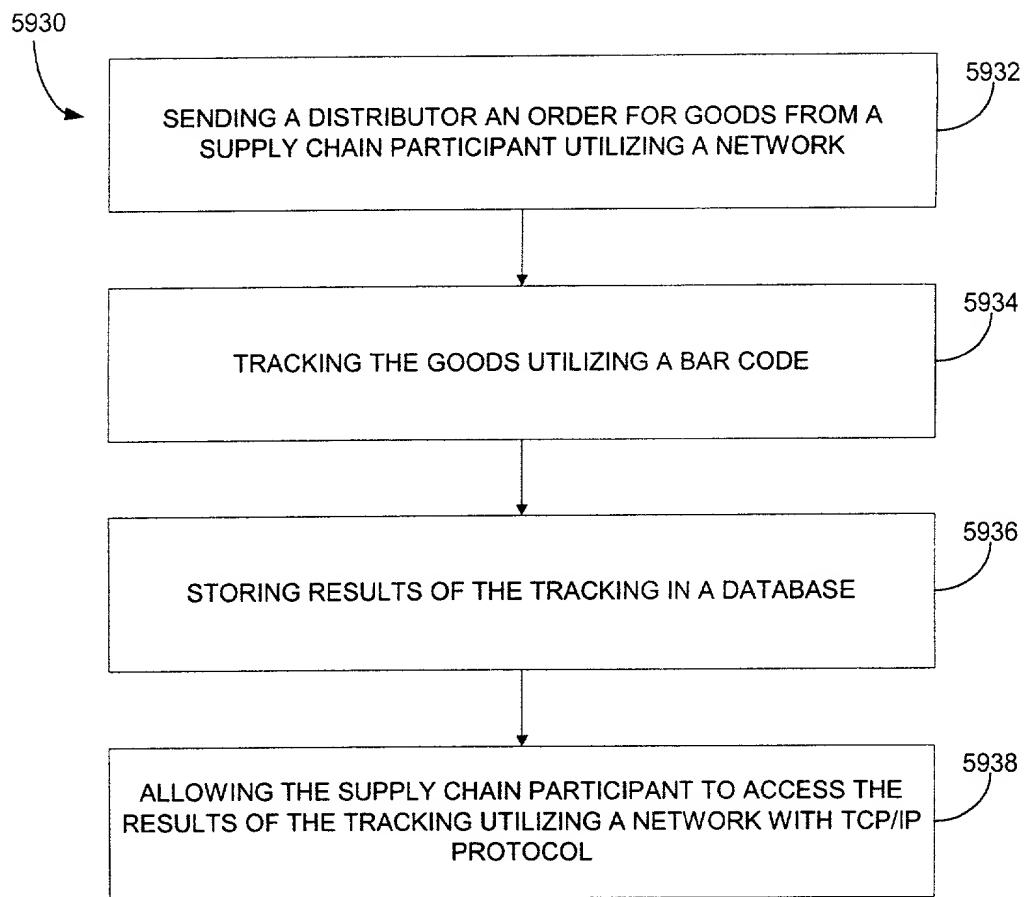 5930
5932
SENDING A DISTRIBUTOR AN ORDER FOR GOODS FROM A
SUPPLY CHAIN PARTICIPANT UTILIZING A NETWORK
5934
TRACKING THE GOODS UTILIZING A BAR CODE
5936
STORING RESULTS OF THE TRACKING IN A DATABASE
5938
ALLOWING THE SUPPLY CHAIN PARTICIPANT TO ACCESS THE
RESULTS OF THE TRACKING UTILIZING A NETWORK WITH TCP/IP
PROTOCOL